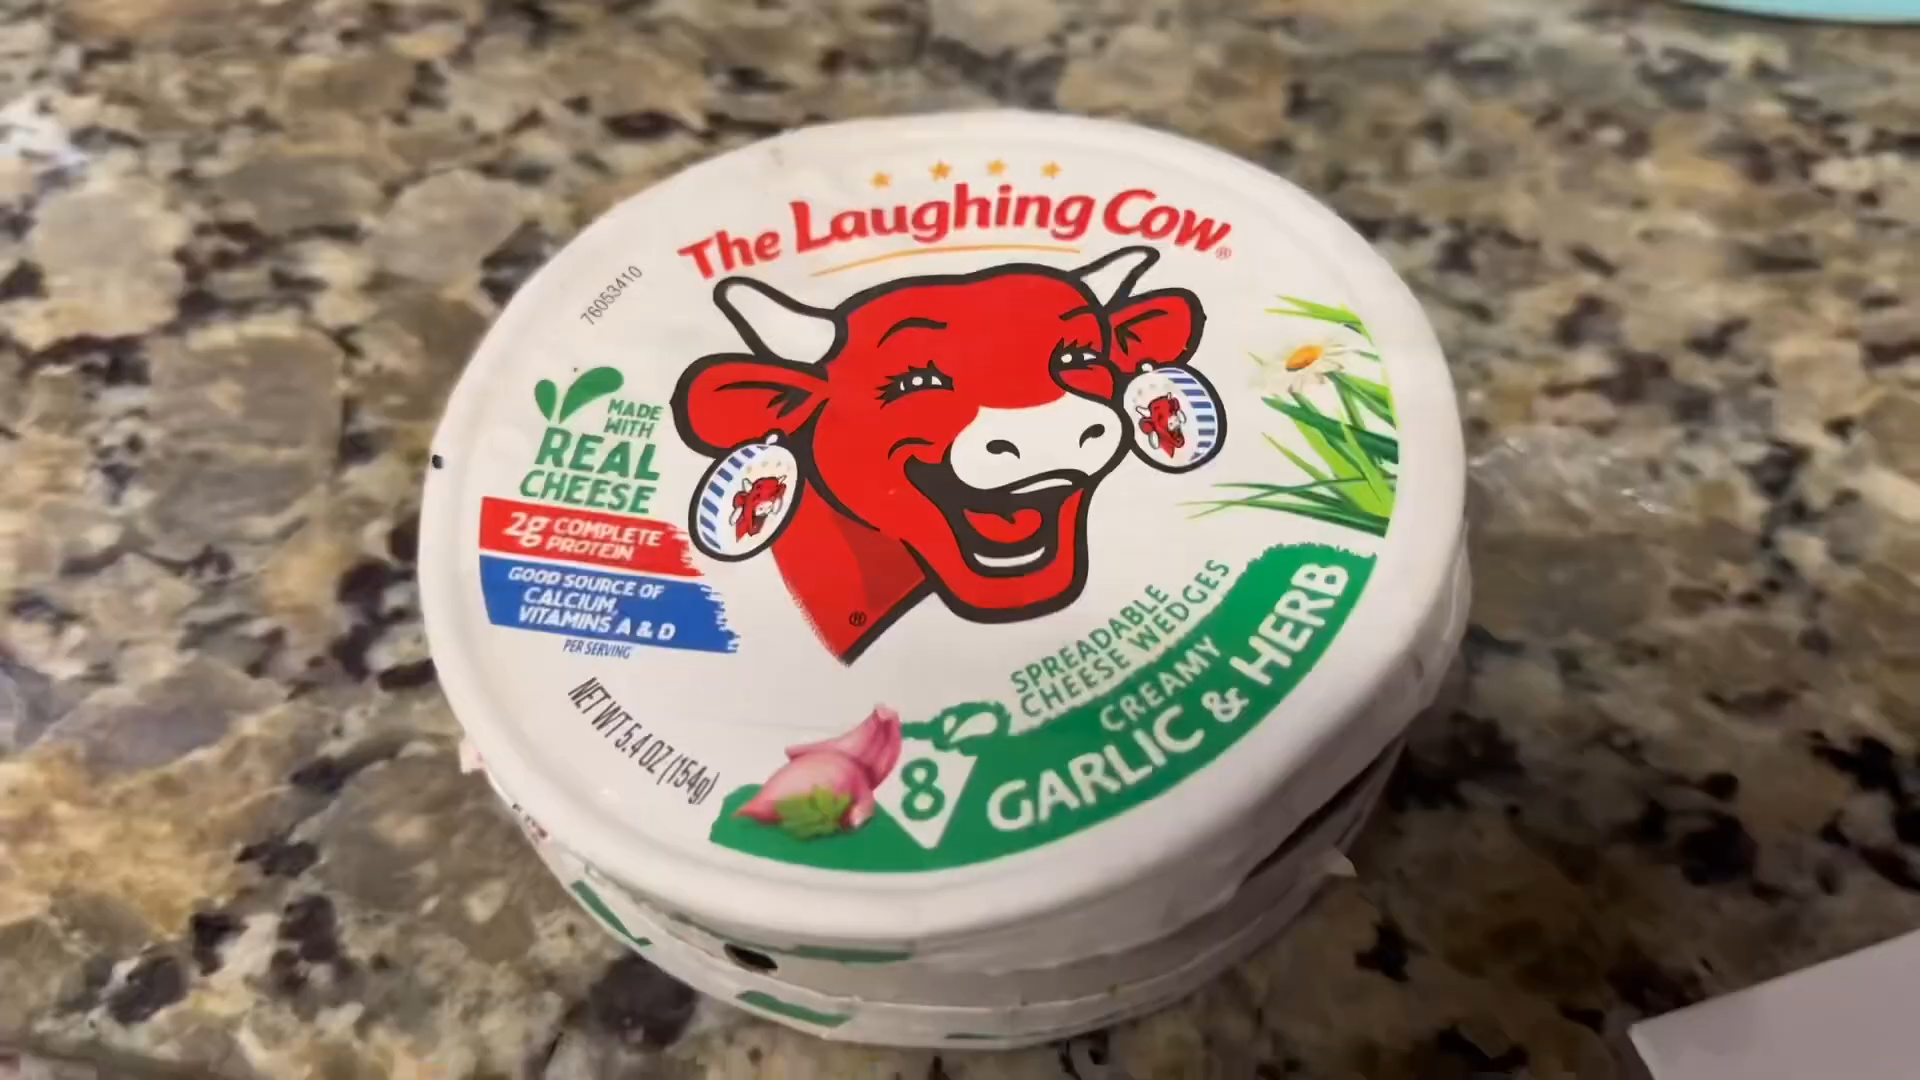 The Laughing Cow®
76053410
MADE
WITH
REAL
CHEESE
2g COMPLETE
PROTEIN
GOOD SOURCE OF
CALCIUM,
VITAMINS A & D
PER SERVING
®
SPREADABLE
CHEESE WEDGES
CREAMY
GARLIC & HERB
8
NET WT 5.4 OZ (154g)